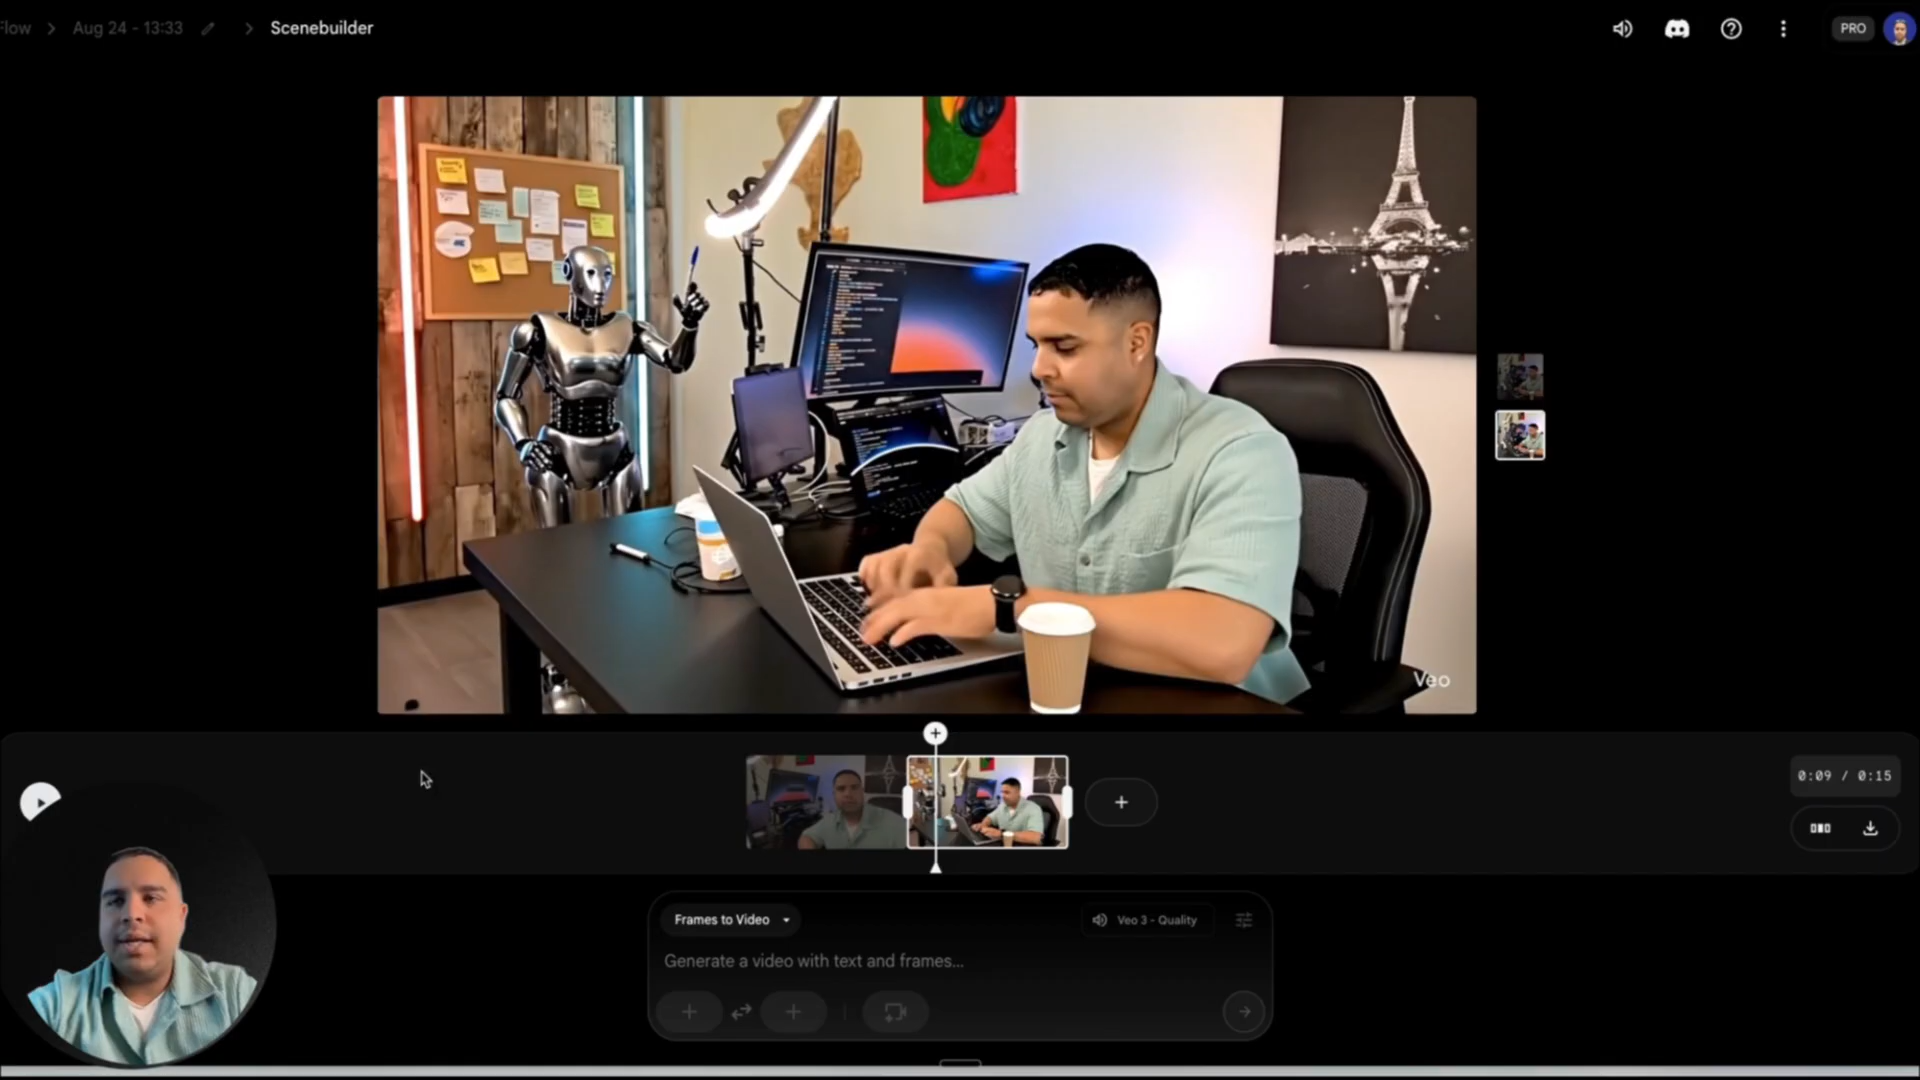 Flow
Aug 24 - 13:33
Scenebuilder
PRO
Veo
0:09 / 0:15
Frames to Video
Veo 3 - Quality
Generate a video with text and frames...